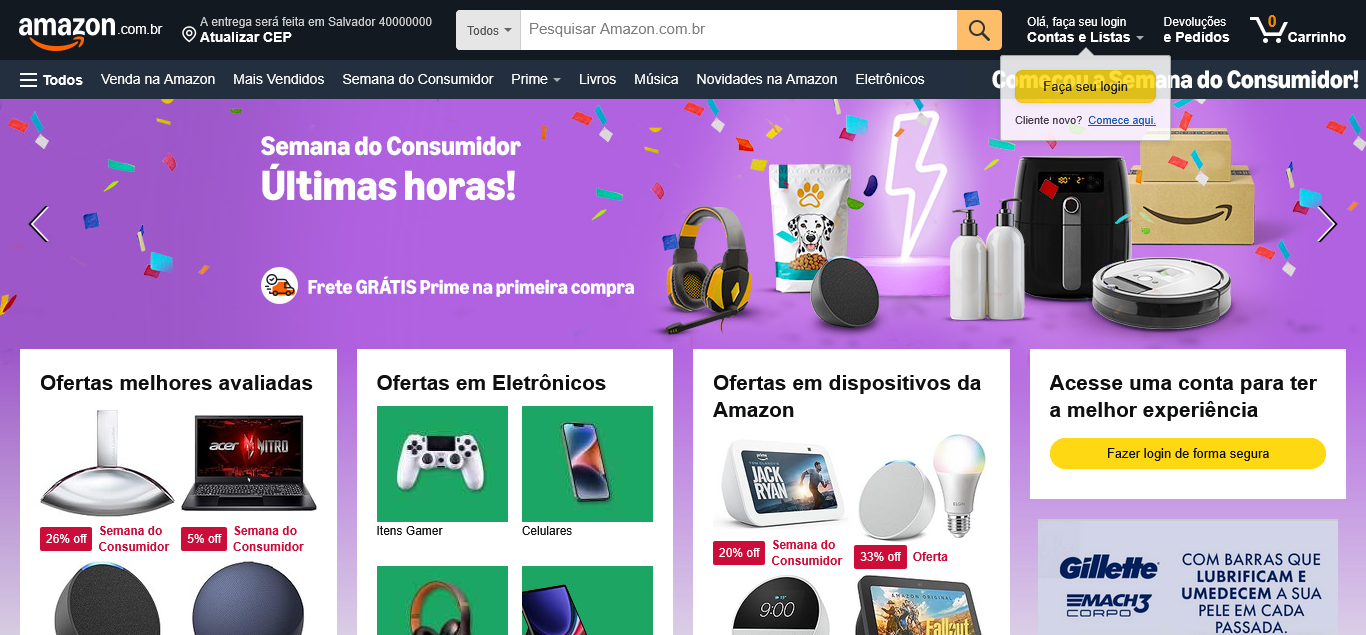 amazon.com.br
A entrega será feita em Salvador 40000000
Atualizar CEP
Todos
Pesquisar Amazon.com.br
Olá, faça seu login
Contas e Listas
Devoluções
e Pedidos
0
Carrinho
Todos
Venda na Amazon
Mais Vendidos
Semana do Consumidor
Prime
Livros
Música
Novidades na Amazon
Eletrônicos
Começou a Semana do Consumidor!
Faça seu login
Cliente novo? Comece aqui.
Semana do Consumidor
Últimas horas!
Frete GRÁTIS Prime na primeira compra
Ofertas melhores avaliadas
acer NITRO
26% off
Semana do
Consumidor
5% off
Semana do
Consumidor
Ofertas em Eletrônicos
Itens Gamer
Celulares
Ofertas em dispositivos da
Amazon
prime
JACK
RYAN
ELGIN
20% off
Semana do
Consumidor
33% off
Oferta
9:00
AMAZON ORIGINAL
Fallout
Acesse uma conta para ter
a melhor experiência
Fazer login de forma segura
Gillette
MACH3
CORPO
COM BARRAS QUE
LUBRIFICAM E
UMEDECEM A SUA
PELE EM CADA
PASSADA.